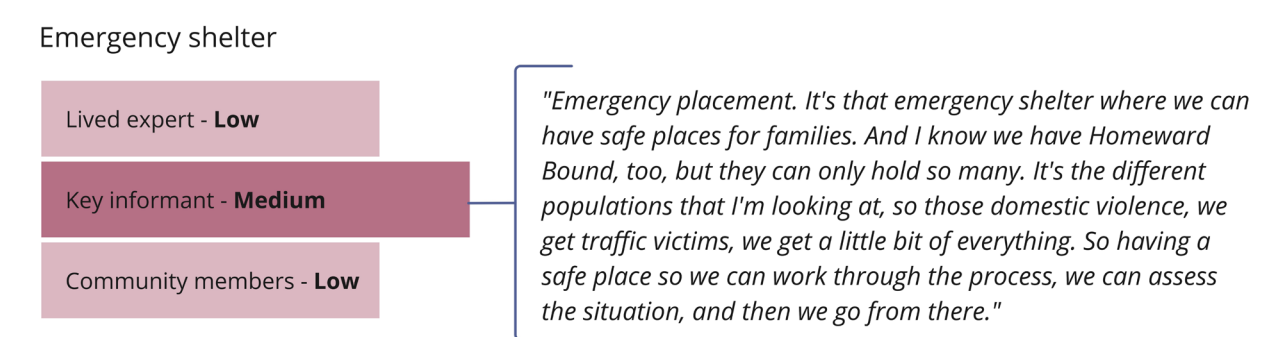 Emergency shelter
Lived expert - Low
Key informant - Medium
Community members - Low
"Emergency placement. It's that emergency shelter where we can
have safe places for families. And I know we have Homeward
Bound, too, but they can only hold so many. It's the different
populations that I'm looking at, so those domestic violence, we
get traffic victims, we get a little bit of everything. So having a
safe place so we can work through the process, we can assess
the situation, and then we go from there."